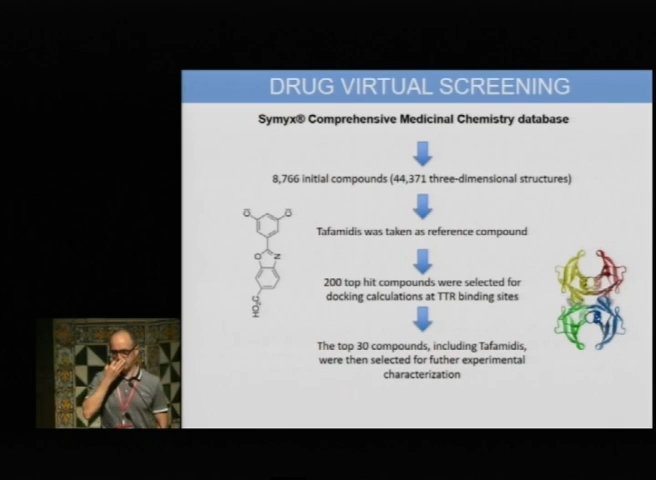 DRUG VIRTUAL SCREENING
Symyx® Comprehensive Medicinal Chemistry database
8,766 initial compounds (44,371 three-dimensional structures)
Tafamidis was taken as reference compound
200 top hit compounds were selected for
docking calculations at TTR binding sites
The top 30 compounds, including Tafamidis,
were then selected for futher experimental
characterization
Cl
Cl
O
N